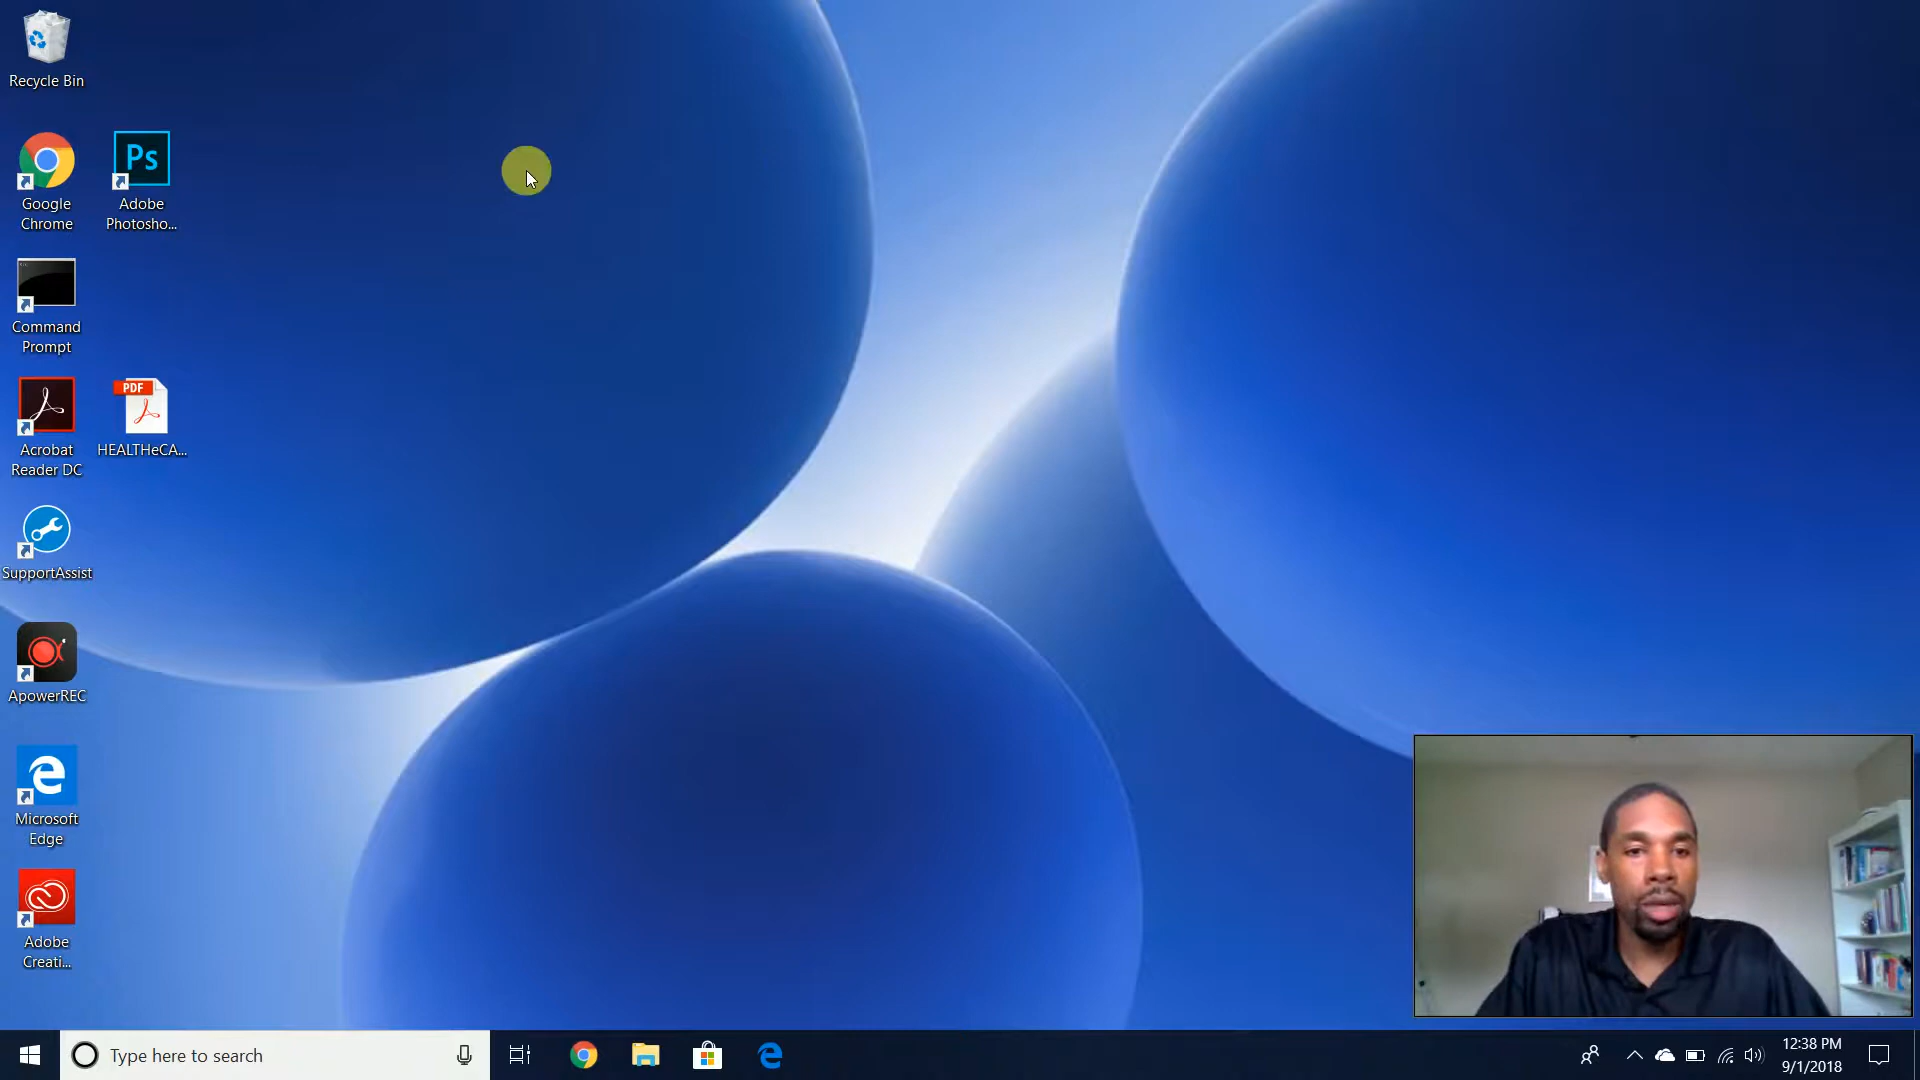 Recycle Bin
Google
Chrome
Ps
Adobe
Photosho...
Command
Prompt
Acrobat
Reader DC
PDF
HEALTHeCA...
SupportAssist
ApowerREC
Microsoft
Edge
Adobe
Creati...
Type here to search
12:38 PM
9/1/2018